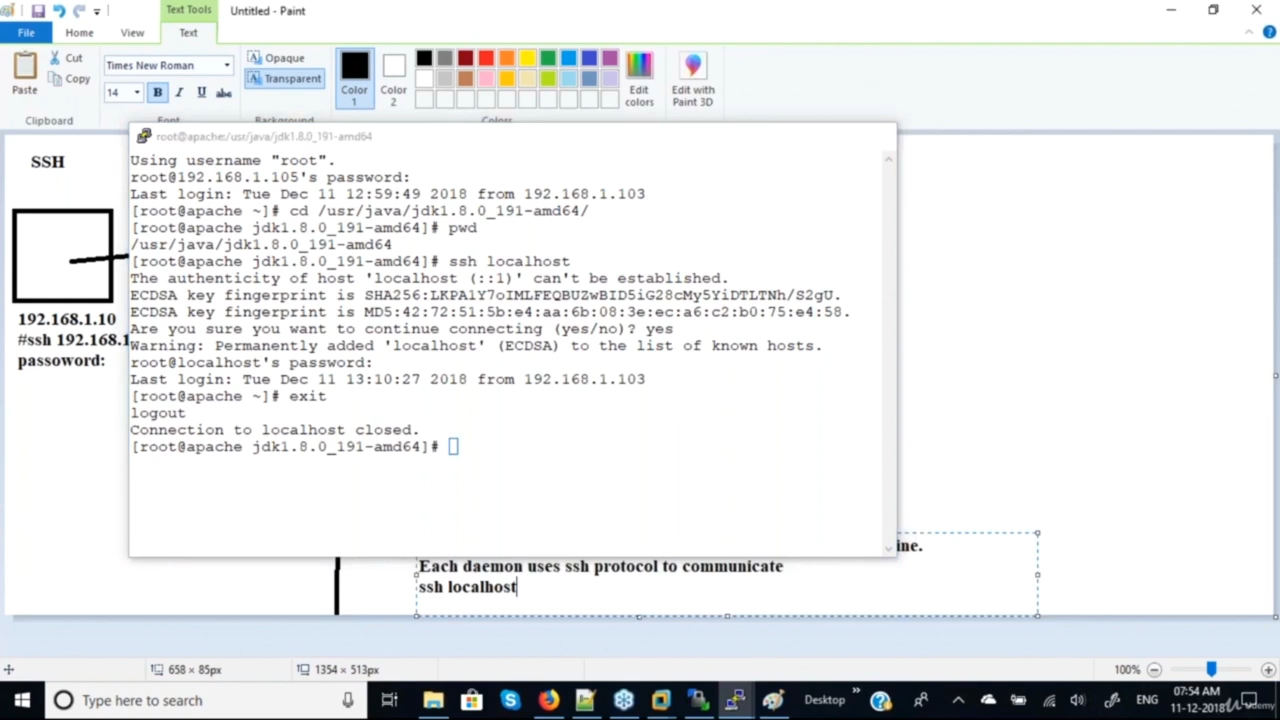 Text Tools
Untitled - Paint
File
Home
View
Text
Paste
Cut
Copy
Clipboard
Times New Roman
14
B
I
U
abc
Font
Opaque
Transparent
Background
Color
1
Color
2
Edit
colors
Colors
Edit with
Paint 3D
SSH
192.168.1.10
#ssh 192.168.1
passoword:
root@apache:/usr/java/jdk1.8.0_191-amd64
Using username "root".
root@192.168.1.105's password:
Last login: Tue Dec 11 12:59:49 2018 from 192.168.1.103
[root@apache ~]# cd /usr/java/jdk1.8.0_191-amd64/
[root@apache jdk1.8.0_191-amd64]# pwd
/usr/java/jdk1.8.0_191-amd64
[root@apache jdk1.8.0_191-amd64]# ssh localhost
The authenticity of host 'localhost (::1)' can't be established.
ECDSA key fingerprint is SHA256:LKPA1Y7oIMLFEQBUZwBID5iG28cMy5YiDTLTNh/S2gU.
ECDSA key fingerprint is MD5:42:72:51:5b:e4:aa:6b:08:3e:ec:a6:c2:b0:75:e4:58.
Are you sure you want to continue connecting (yes/no)? yes
Warning: Permanently added 'localhost' (ECDSA) to the list of known hosts.
root@localhost's password:
Last login: Tue Dec 11 13:10:27 2018 from 192.168.1.103
[root@apache ~]# exit
logout
Connection to localhost closed.
[root@apache jdk1.8.0_191-amd64]#
ine.
Each daemon uses ssh protocol to communicate
ssh localhost
658 × 85px
1354 × 513px
100%
Type here to search
Desktop
ENG
07:54 AM
11-12-2018
Udemy